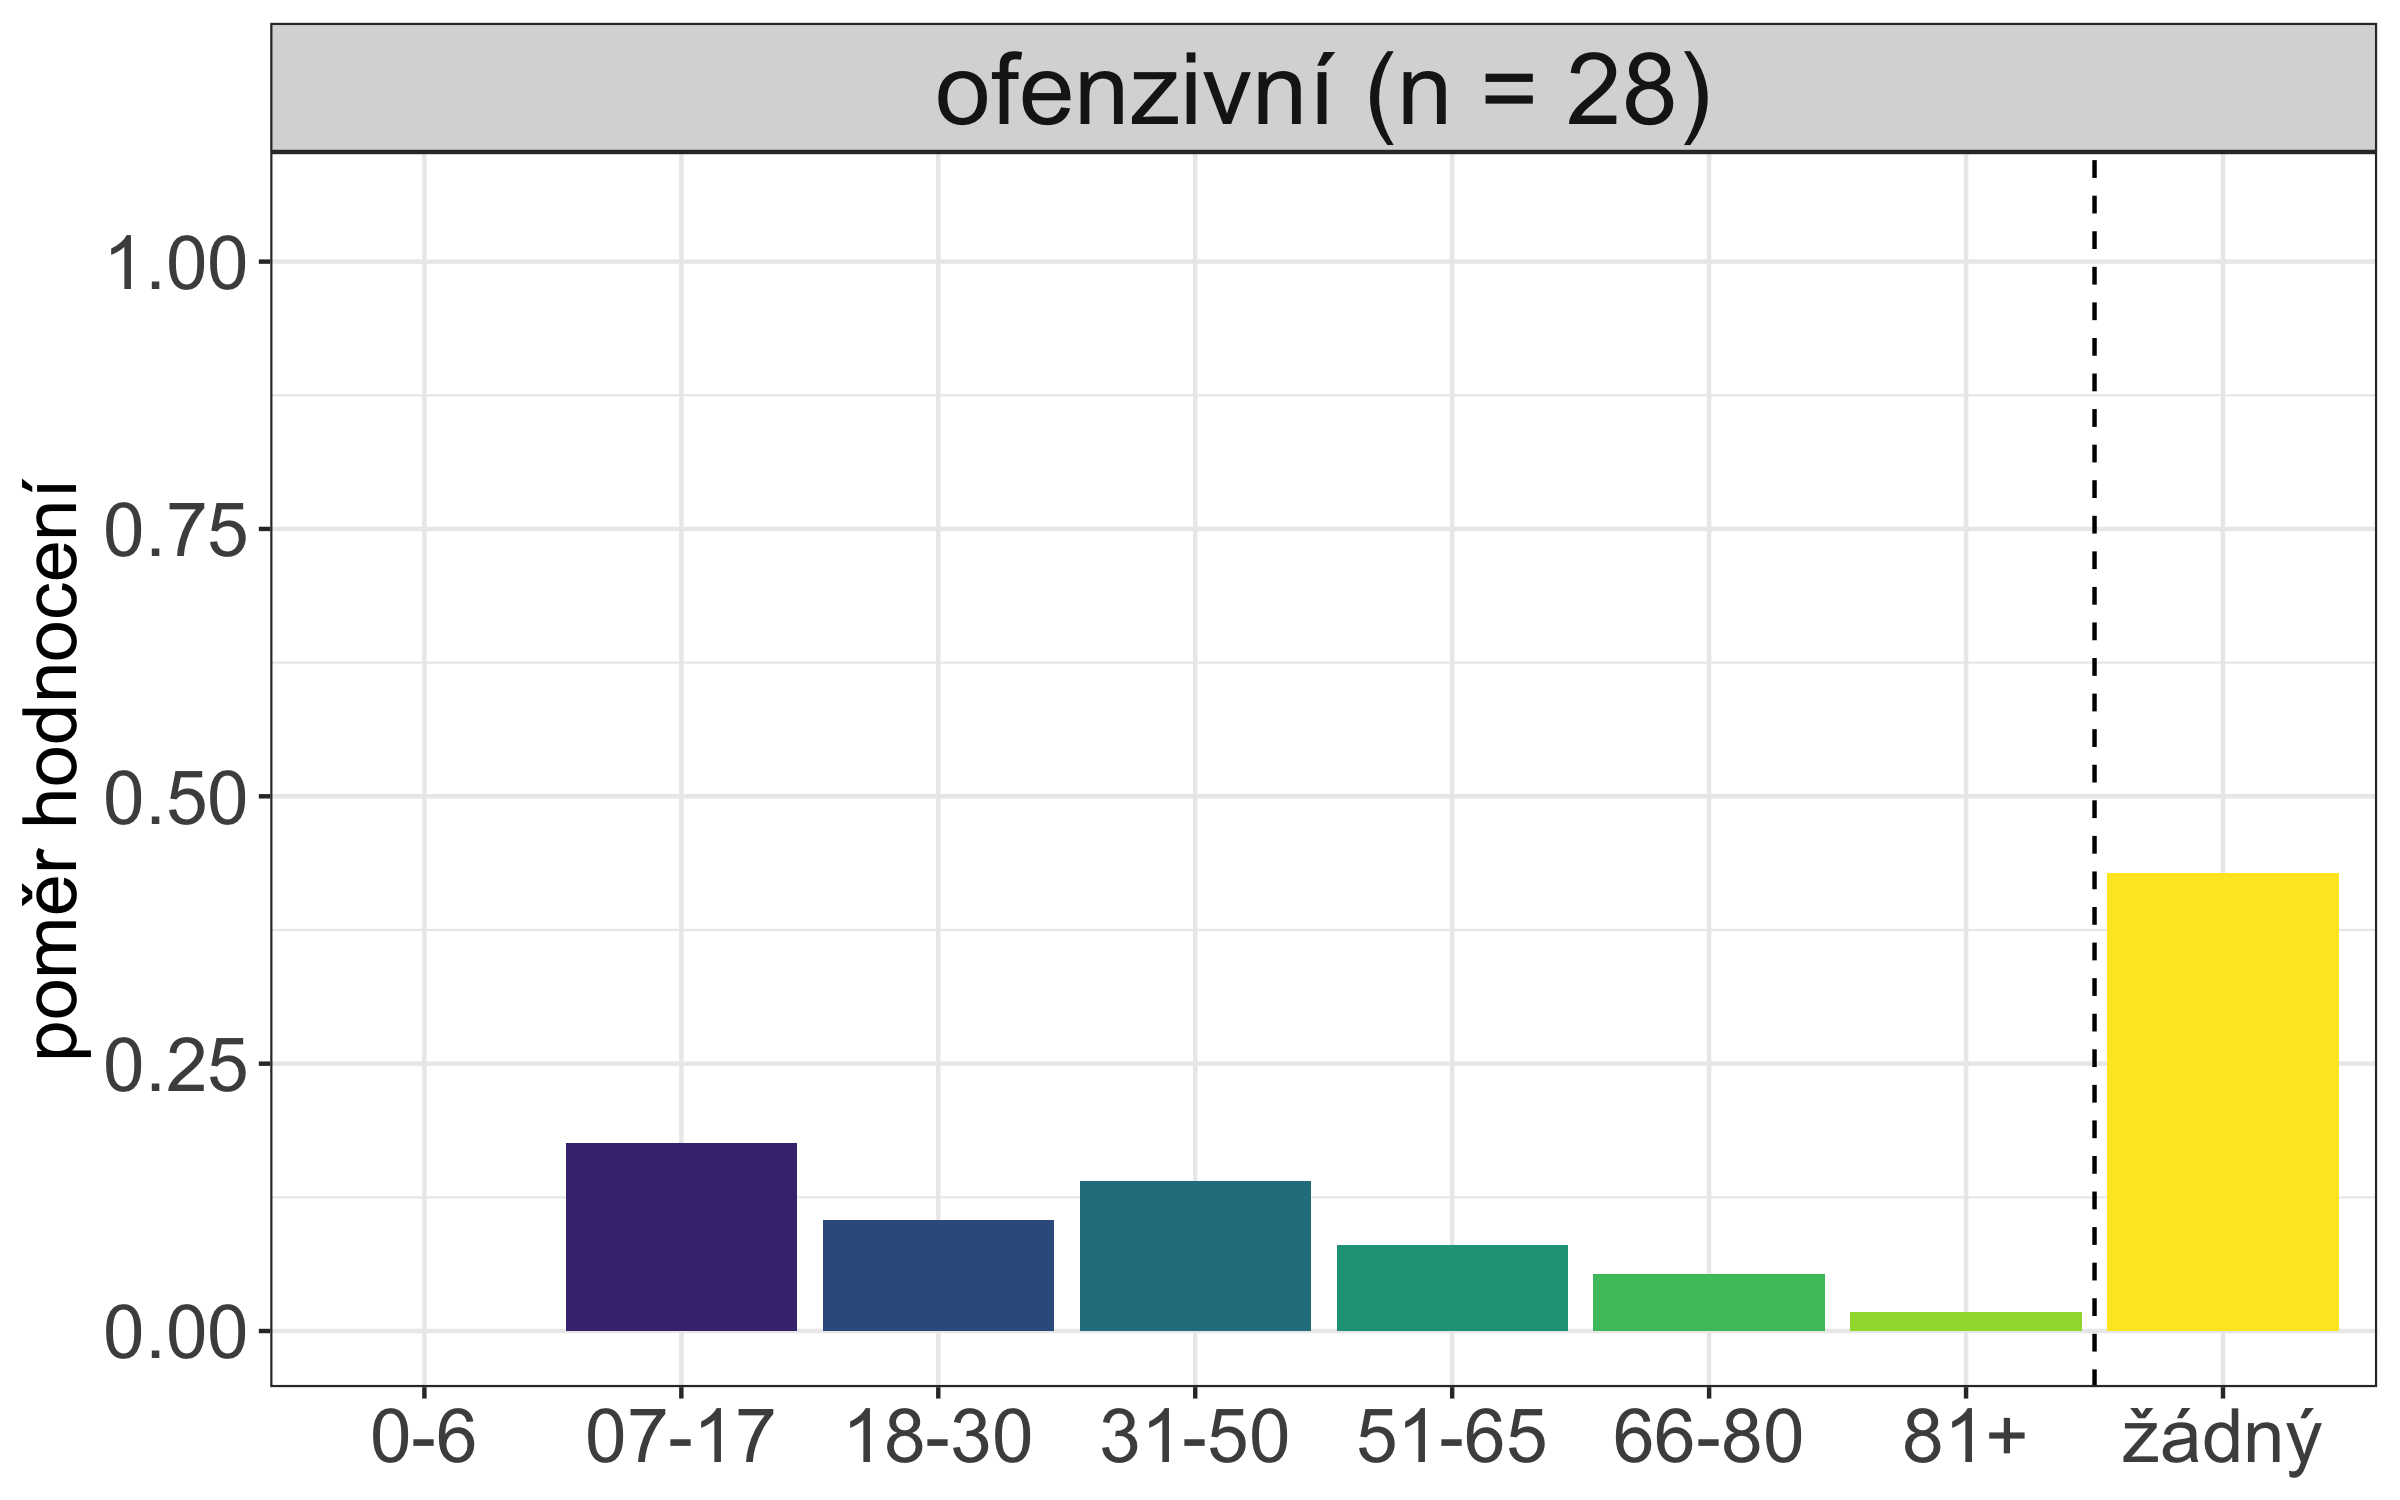 ofenzivní (n = 28)
poměr hodnocení
1.00
0.75
0.50
0.25
0.00
0-6 07-17 18-30 31-50 51-65 66-80 81+ žádný